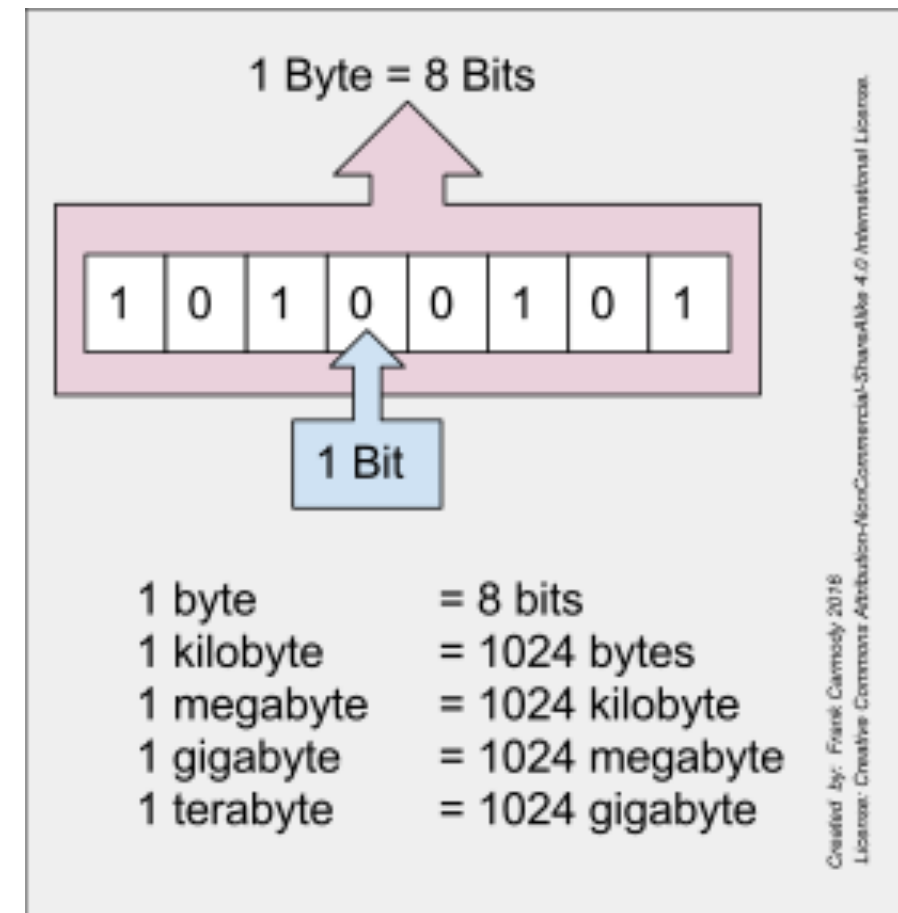 1 Byte = 8 Bits
1 0 1 0 0 1 0 1
1 Bit
1 byte = 8 bits
1 kilobyte = 1024 bytes
1 megabyte = 1024 kilobyte
1 gigabyte = 1024 megabyte
1 terabyte = 1024 gigabyte
Created by: Frank Carmody 2016
License: Creative Commons Attribution-NonCommercial-ShareAlike 4.0 International License.